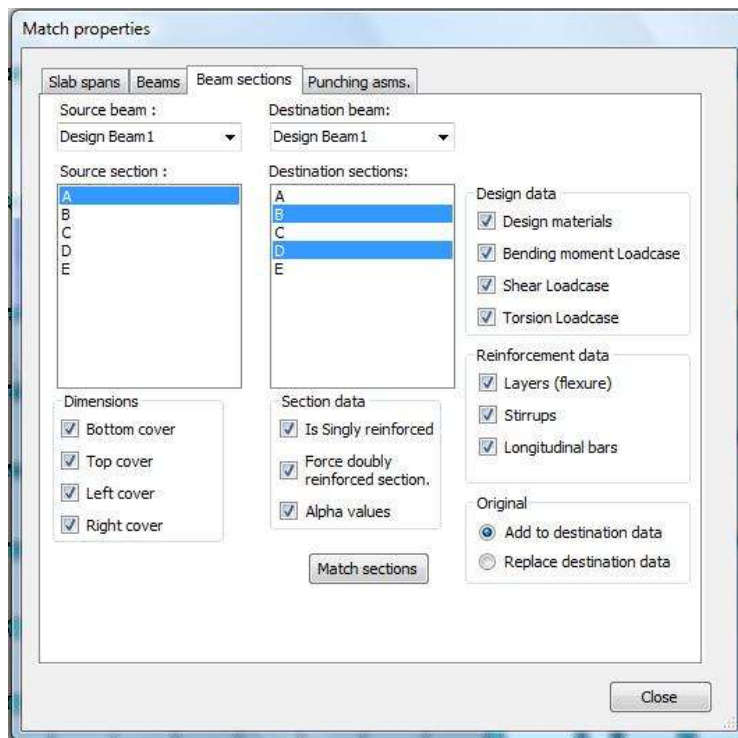 Match properties
Slab spans
Beams
Beam sections
Punching asms.
Source beam :
Destination beam:
Design Beam1
Design Beam1
Source section :
Destination sections:
A
B
C
D
E
A
B
C
D
E
Design data
Design materials
Bending moment Loadcase
Shear Loadcase
Torsion Loadcase
Reinforcement data
Layers (flexure)
Stirrups
Longitudinal bars
Dimensions
Bottom cover
Top cover
Left cover
Right cover
Section data
Is Singly reinforced
Force doubly
reinforced section.
Alpha values
Original
Add to destination data
Replace destination data
Match sections
Close